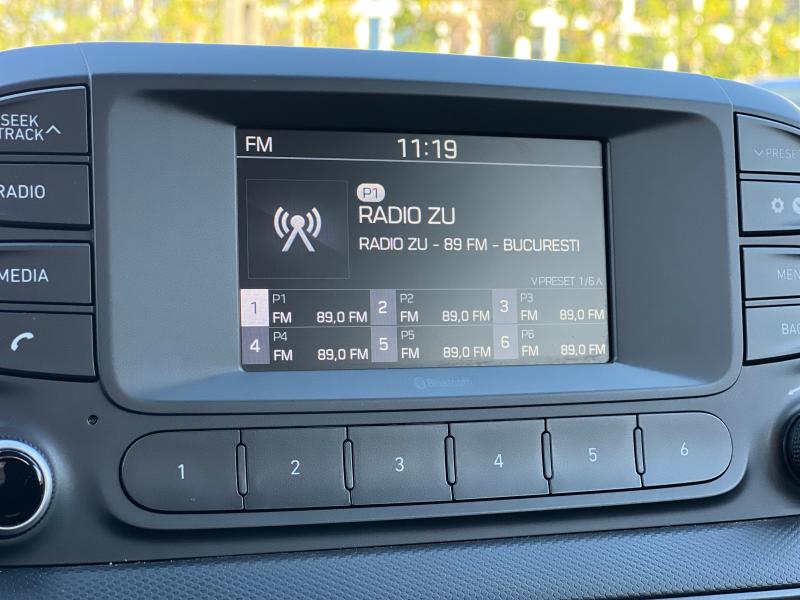 FM 11:19
SEEK
TRACK
RADIO
MEDIA
P1
RADIO ZU
RADIO ZU - 89 FM - BUCURESTI
PRESET 1/6
1 P1 FM 89,0 FM
2 P2 FM 89,0 FM
3 P3 FM 89,0 FM
4 P4 FM 89,0 FM
5 P5 FM 89,0 FM
6 P6 FM 89,0 FM
Bluetooth
PRESE
MEN
BAC
1 2 3 4 5 6